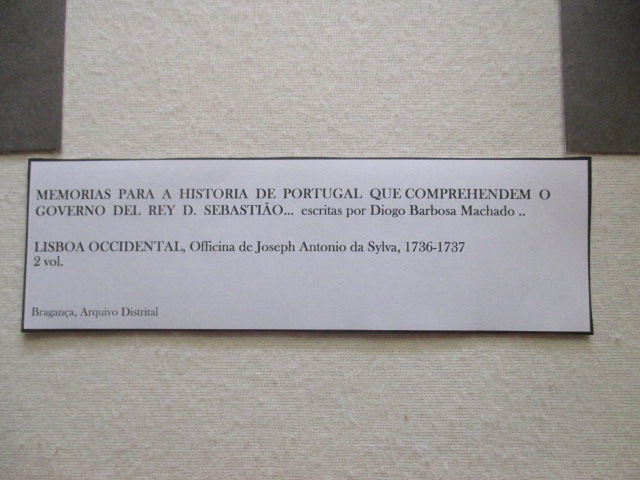 MEMORIAS PARA A HISTORIA DE PORTUGAL QUE COMPREHENDEM O
GOVERNO DEL REY D. SEBASTIÃO... escritas por Diogo Barbosa Machado ..
LISBOA OCCIDENTAL, Officina de Joseph Antonio da Sylva, 1736-1737
2 vol.
Bragança, Arquivo Distrital